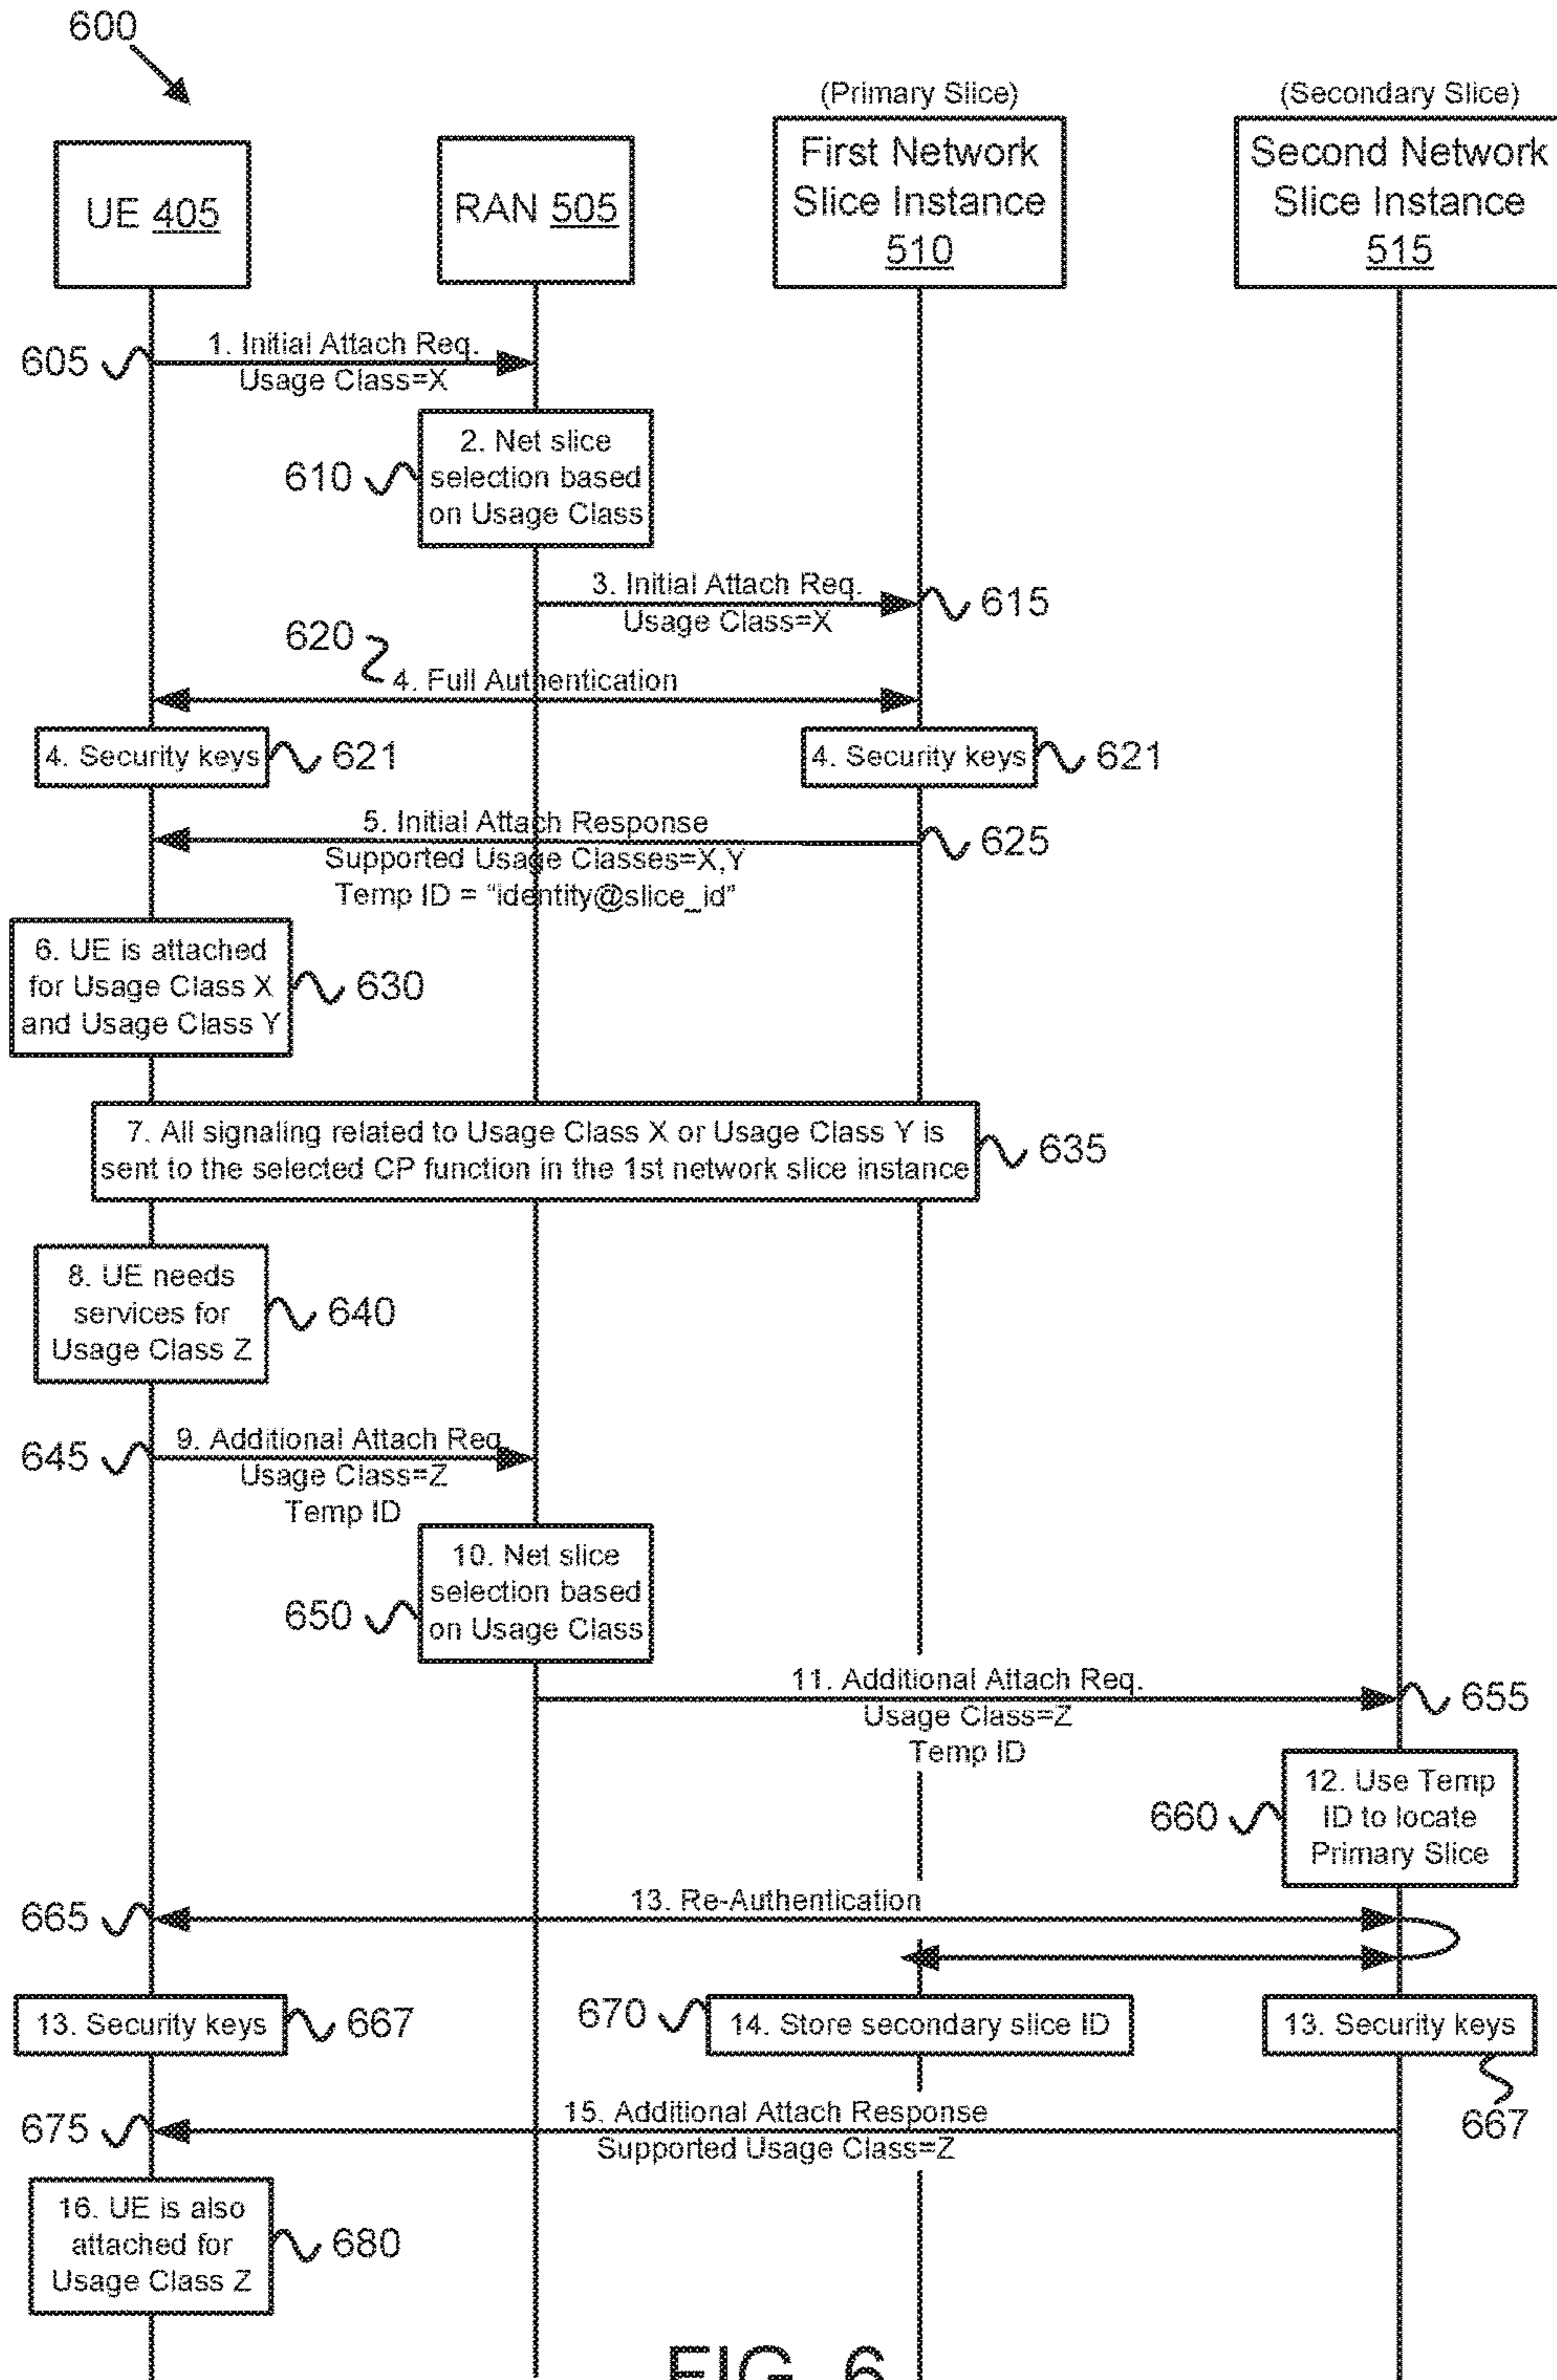 600
(Primary Slice)
(Secondary Slice)
UE 405
RAN 505
First Network
Slice Instance
510
Second Network
Slice Instance
515
605
1. Initial Attach Req.
Usage Class=X
610
2. Net slice
selection based
on Usage Class
3. Initial Attach Req.
Usage Class=X
615
620
4. Full Authentication
4. Security keys
621
4. Security keys
621
5. Initial Attach Response
Supported Usage Classes=X,Y
Temp ID = "identity@slice_id"
625
6. UE is attached
for Usage Class X
and Usage Class Y
630
7. All signaling related to Usage Class X or Usage Class Y is
sent to the selected CP function in the 1st network slice instance
635
8. UE needs
services for
Usage Class Z
640
645
9. Additional Attach Req
Usage Class=Z
Temp ID
650
10. Net slice
selection based
on Usage Class
11. Additional Attach Req.
Usage Class=Z
Temp ID
655
660
12. Use Temp
ID to locate
Primary Slice
665
13. Re-Authentication
13. Security keys
667
670
14. Store secondary slice ID
13. Security keys
667
675
15. Additional Attach Response
Supported Usage Class=Z
16. UE is also
attached for
Usage Class Z
680
FIG. 6